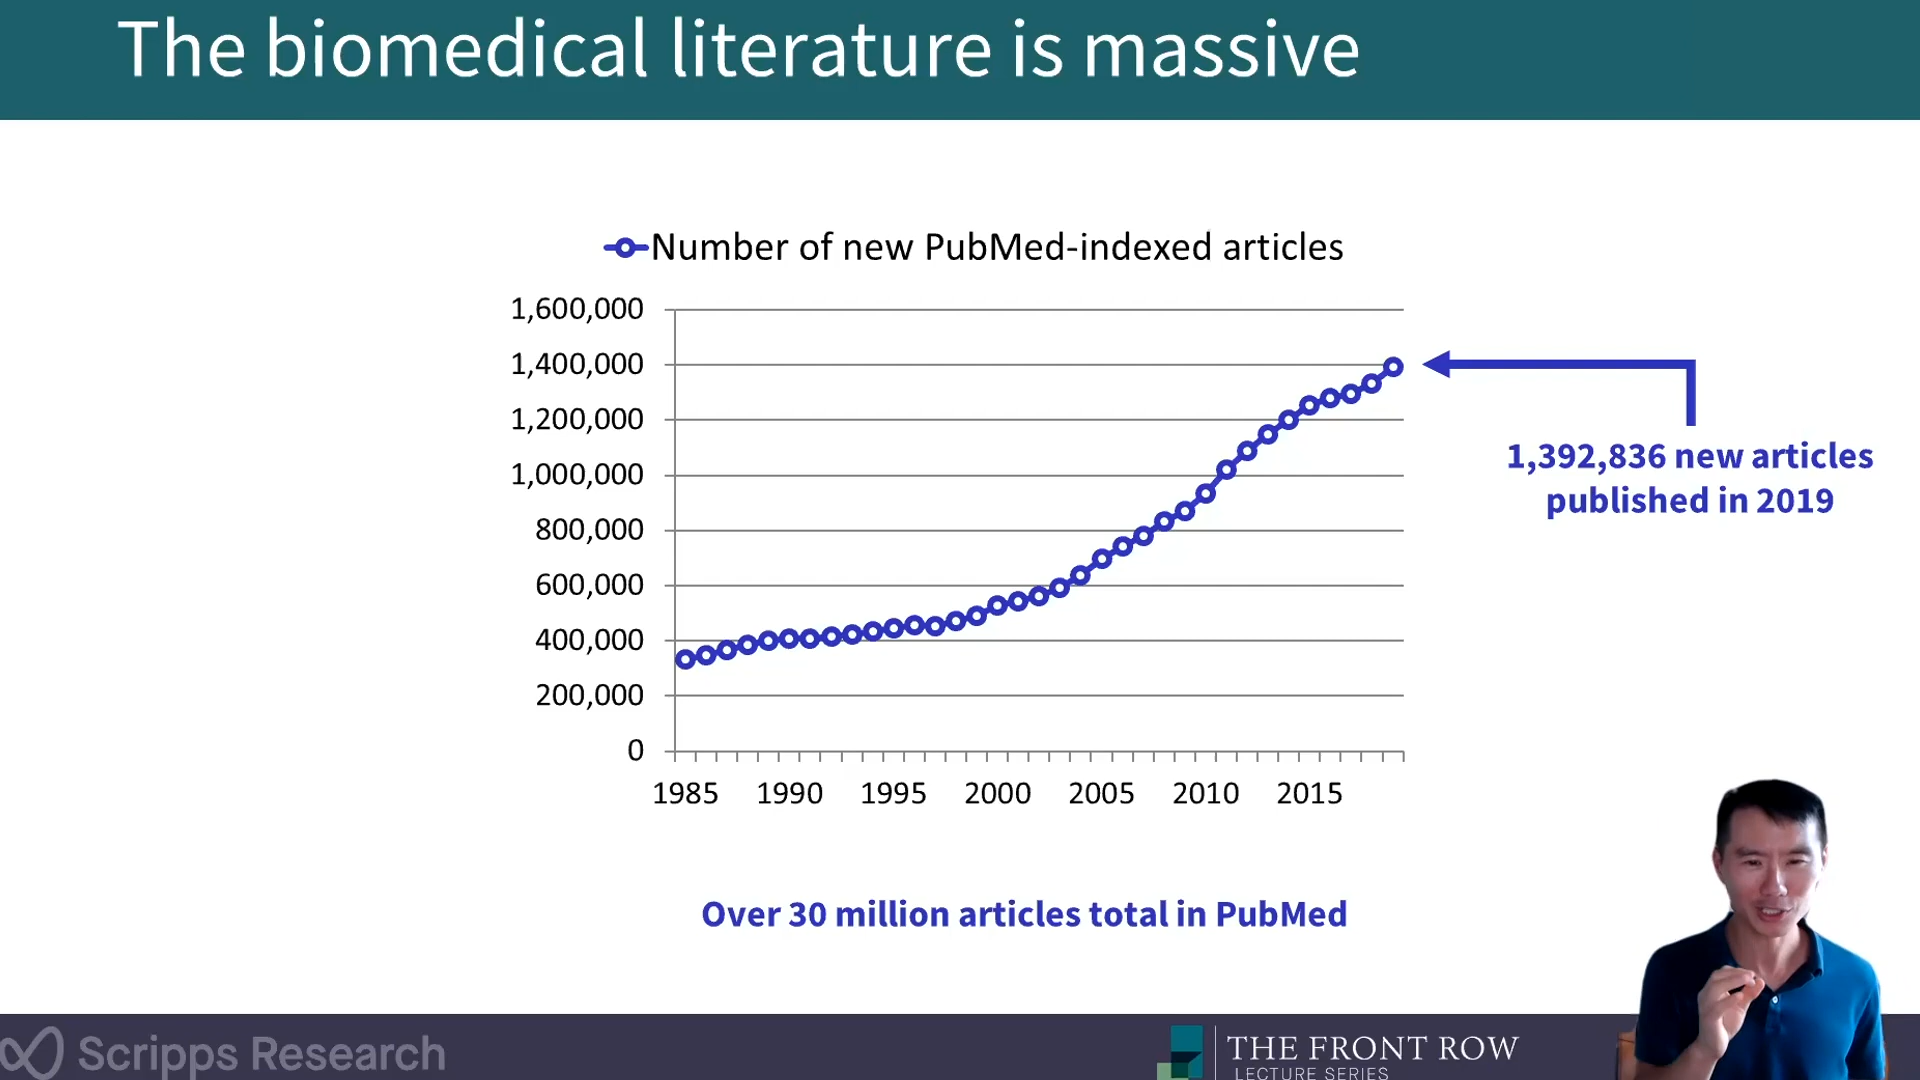 The biomedical literature is massive
Number of new PubMed-indexed articles
1,600,000
1,400,000
1,200,000
1,000,000
800,000
600,000
400,000
200,000
0
1985 1990 1995 2000 2005 2010 2015
1,392,836 new articles
published in 2019
Over 30 million articles total in PubMed
Scripps Research
THE FRONT ROW
LECTURE SERIES